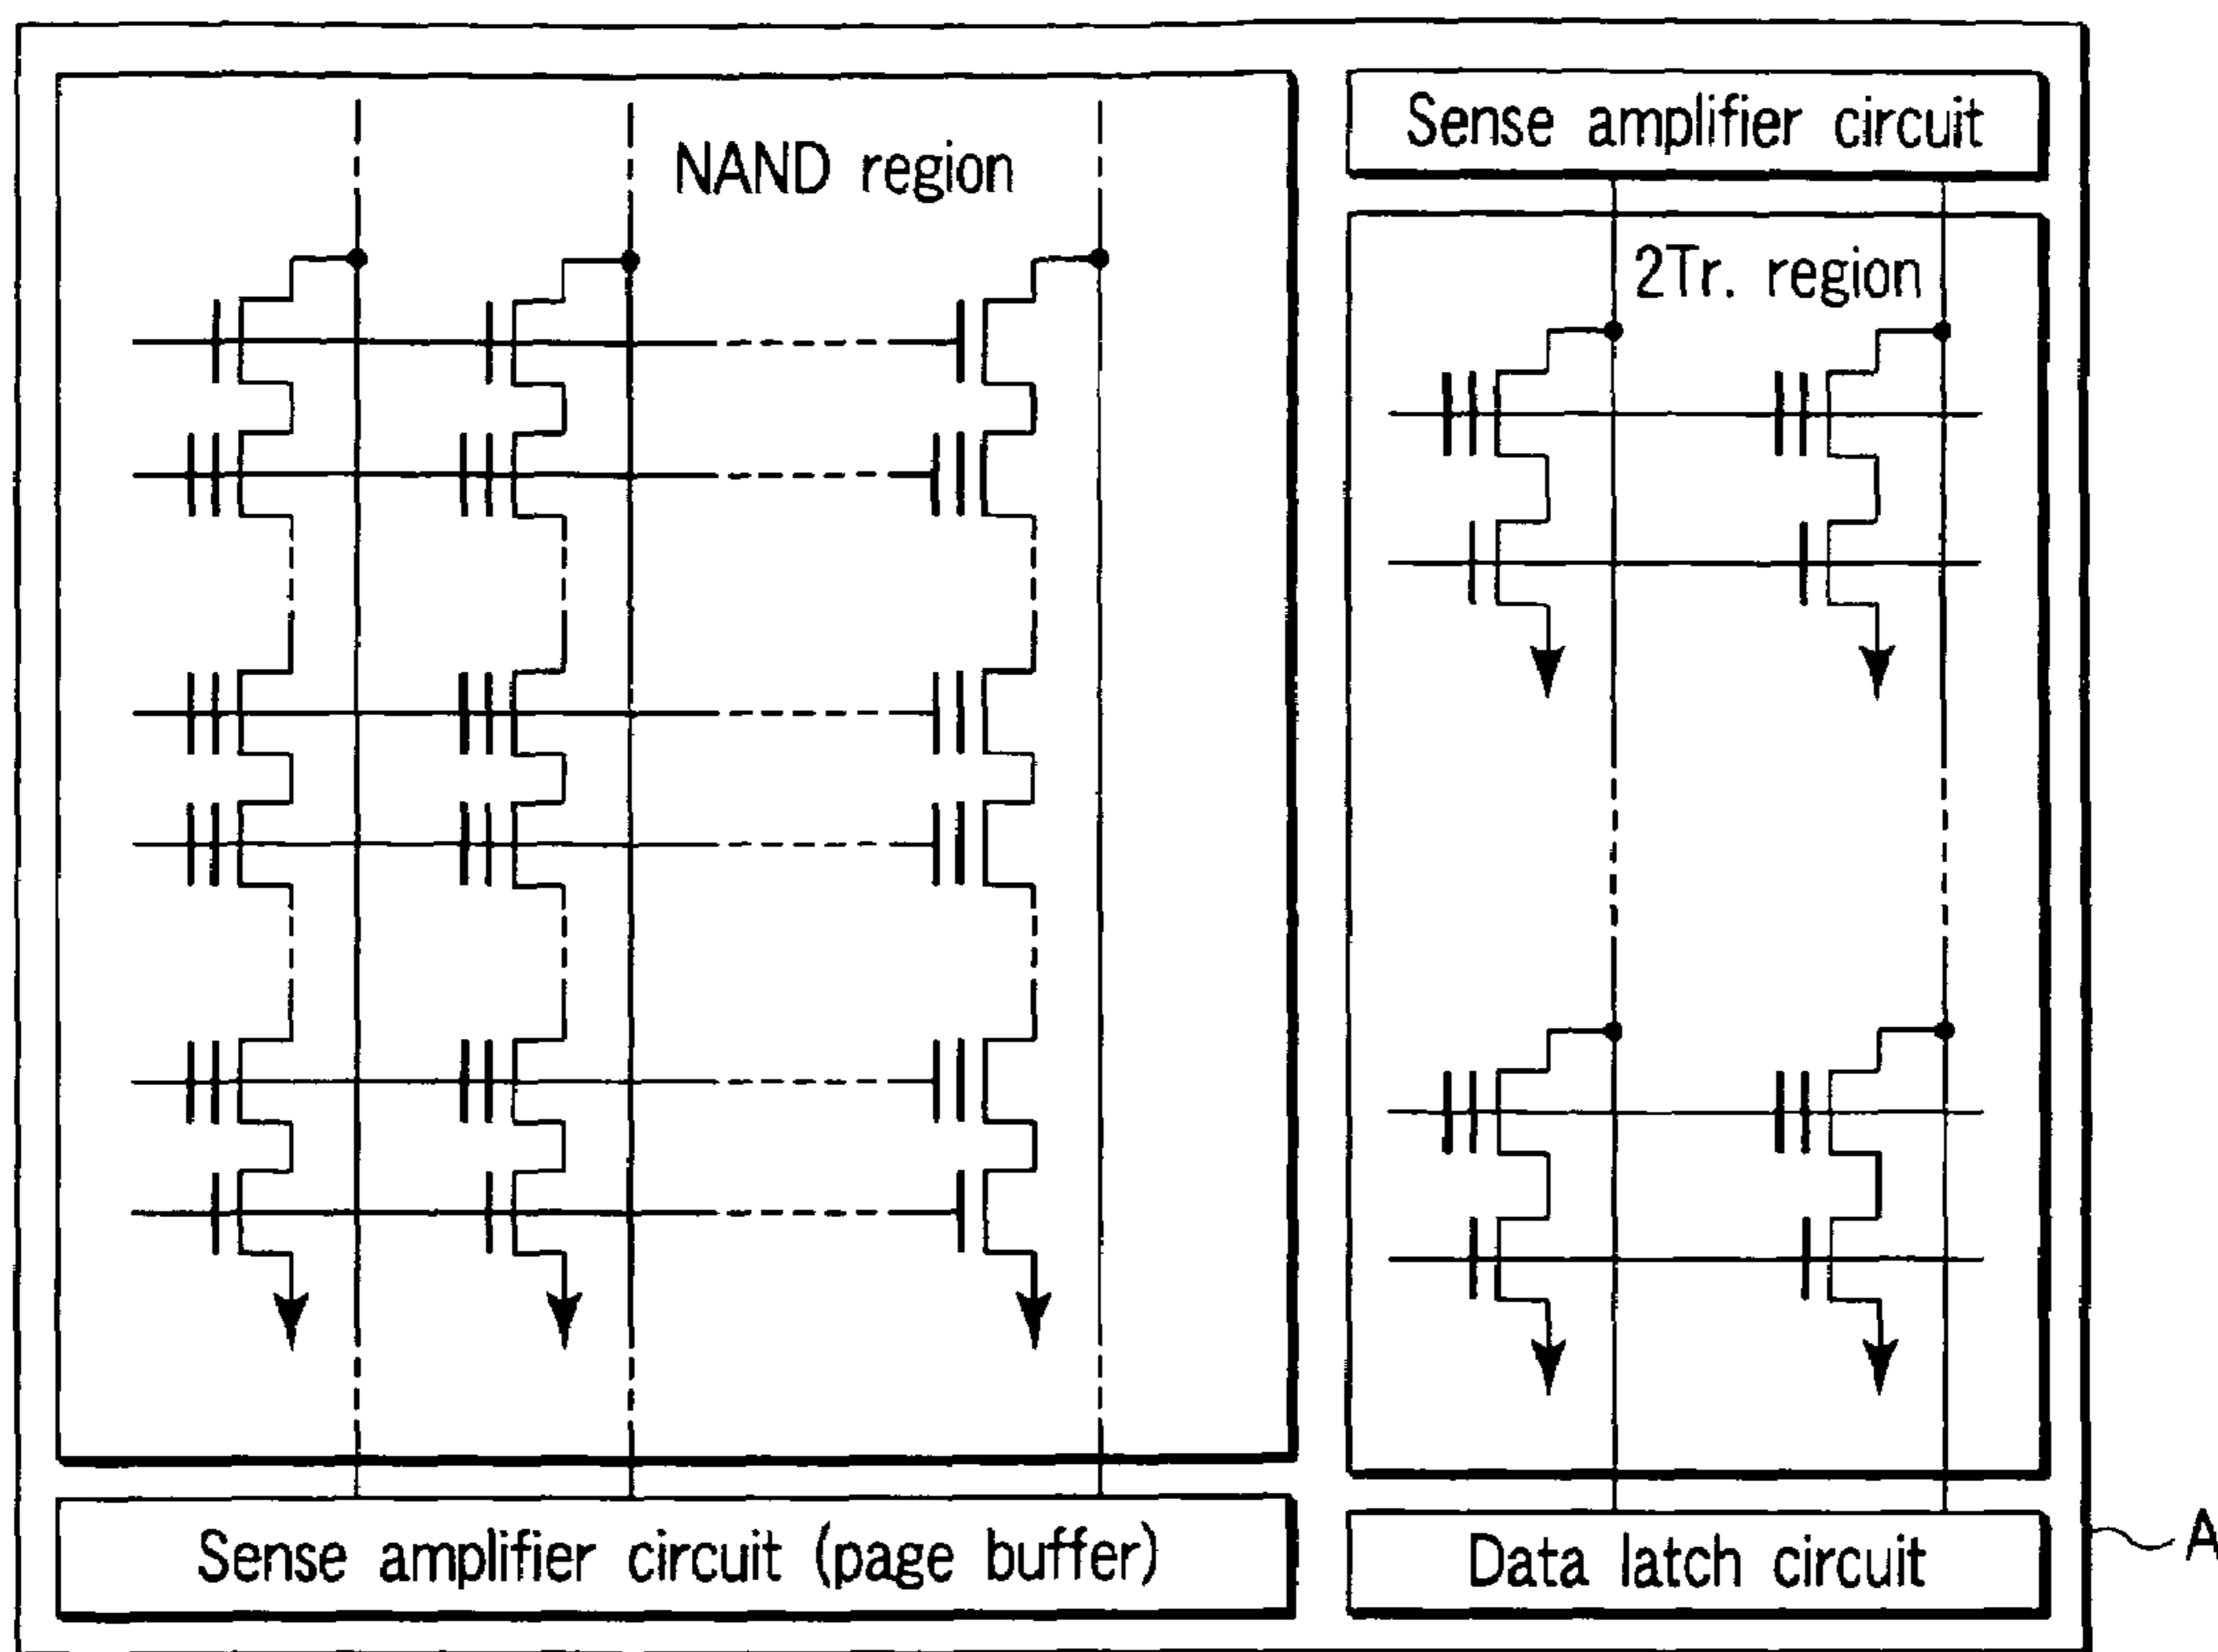 NAND region
Sense amplifier circuit
2Tr. region
Sense amplifier circuit (page buffer)
Data latch circuit
A